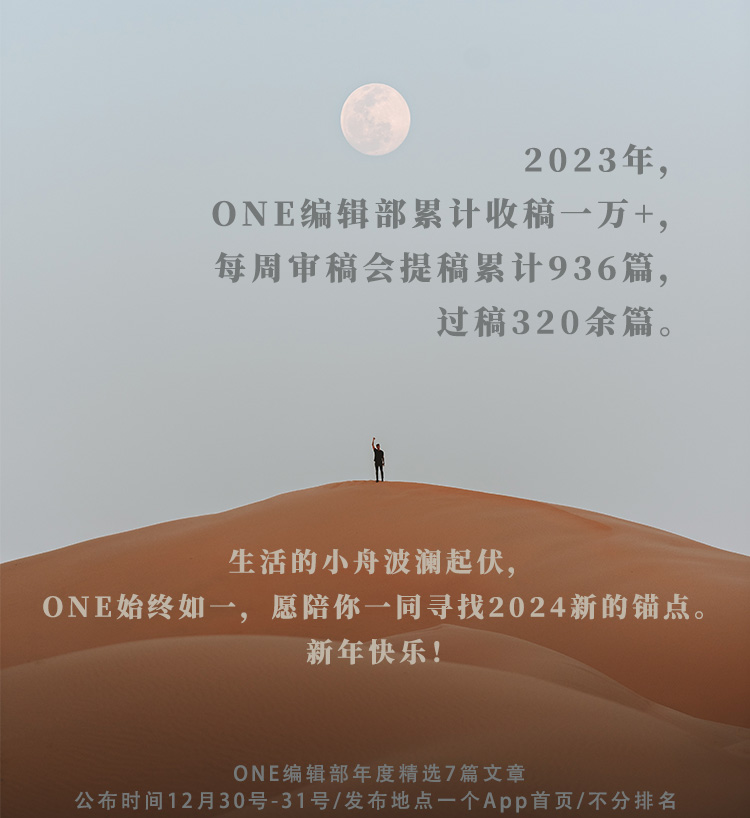 2023年，
ONE编辑部累计收稿一万+，
每周审稿会提稿累计936篇，
过稿320余篇。
生活的小舟波澜起伏，
ONE始终如一，愿陪你一同寻找2024新的锚点。
新年快乐！
ONE编辑部年度精选7篇文章
公布时间12月30号-31号/发布地点一个App首页/不分排名